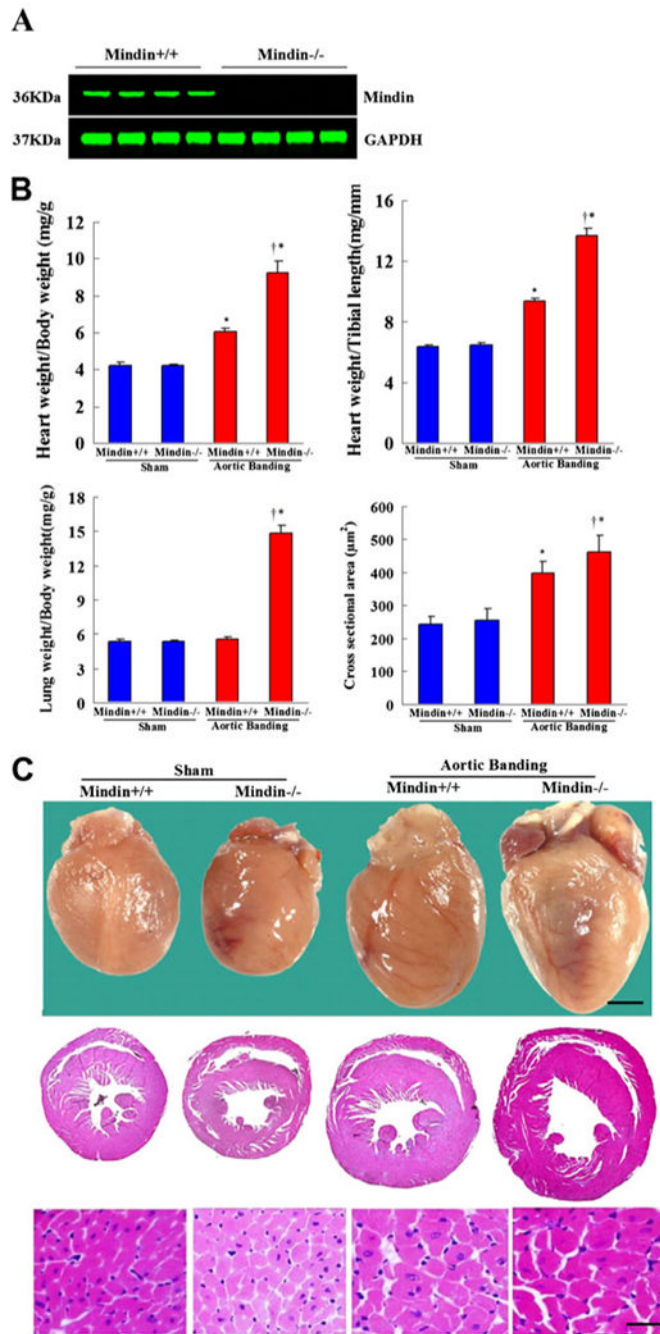 A
Mindin+/+ Mindin-/-
36KDa Mindin
37KDa GAPDH
B
Heart weight/Body weight (mg/g
12
10
8
6
4
2
0
*
†*
Mindin+/+ Mindin-/- Mindin+/+ Mindin-/-
Sham Aortic Banding
Heart weight/Tibial length(mg/mm
16
12
8
4
0
*
†*
Mindin+/+ Mindin-/- Mindin+/+ Mindin-/-
Sham Aortic Banding
Lung weight/Body weight(mg/g)
18
15
12
9
6
3
0
†*
Mindin+/+ Mindin-/- Mindin+/+ Mindin-/-
Sham Aortic Banding
Cross sectional area (µm²)
600
500
400
300
200
100
0
*
†*
Mindin+/+ Mindin-/- Mindin+/+ Mindin-/-
Sham Aortic Banding
C
Sham Aortic Banding
Mindin+/+ Mindin-/- Mindin+/+ Mindin-/-